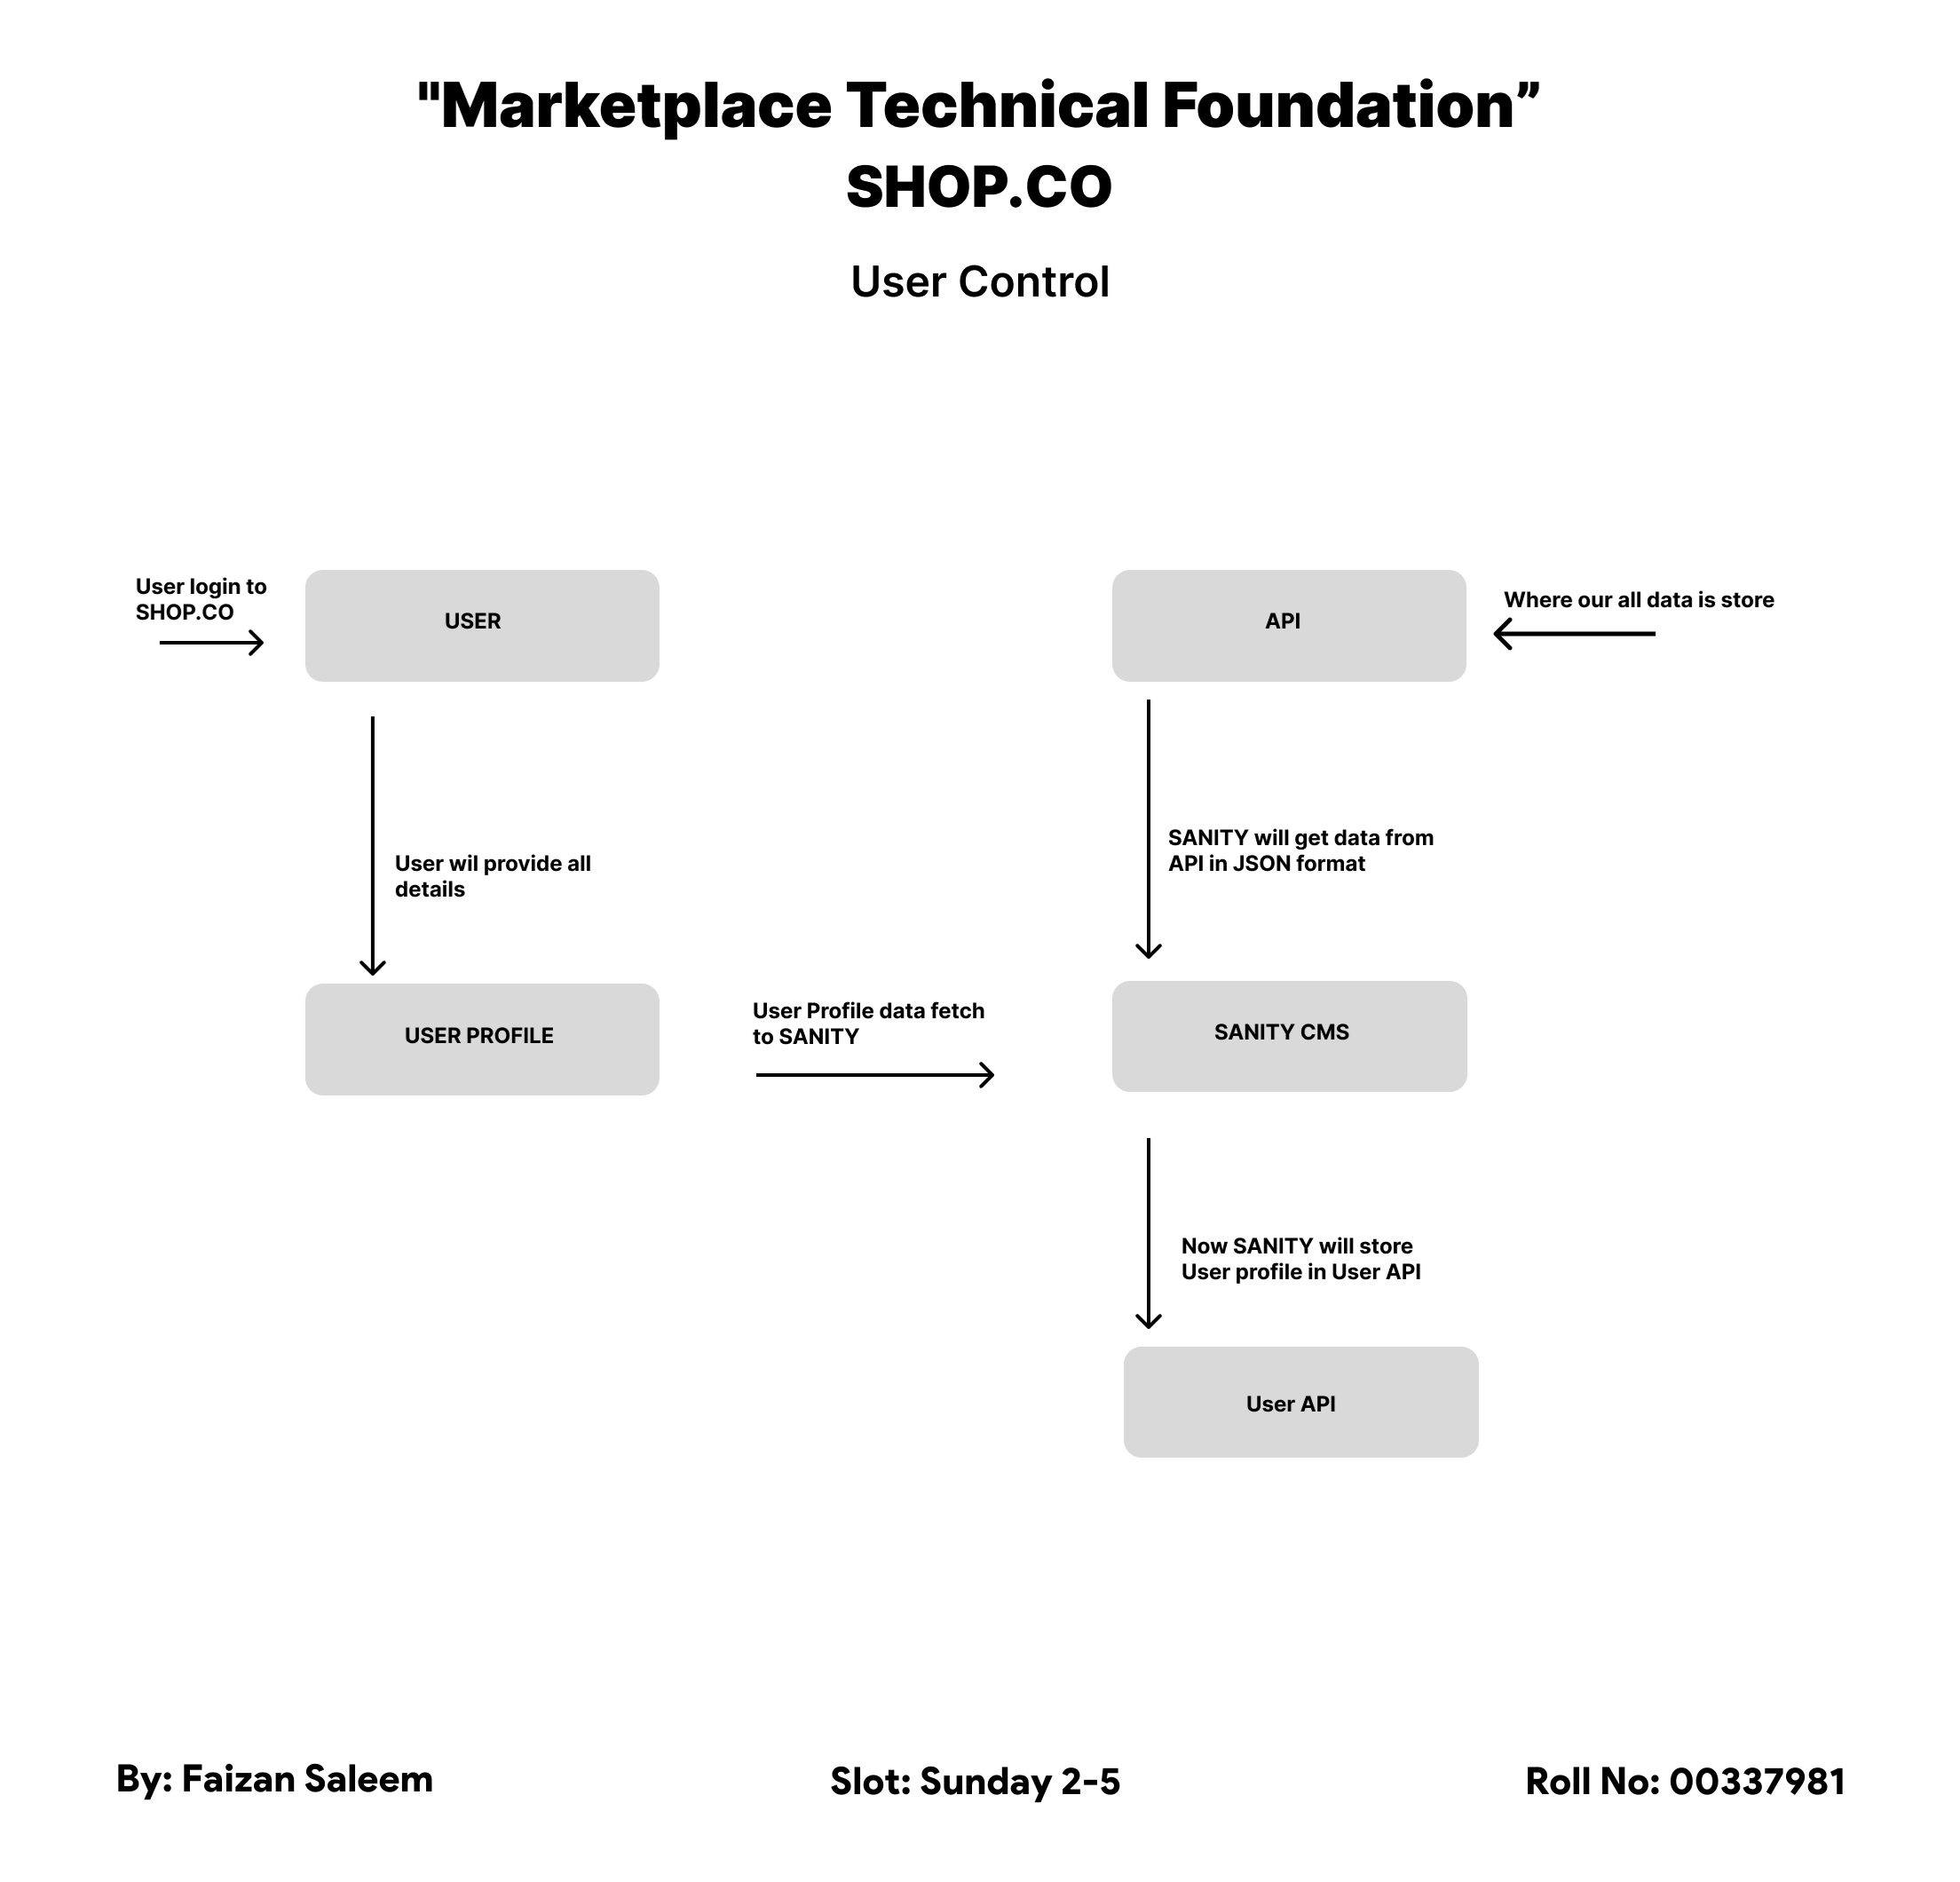 "Marketplace Technical Foundation”
SHOP.CO
User Control
User login to
SHOP.CO
USER
API
Where our all data is store
User wil provide all
details
SANITY will get data from
API in JSON format
USER PROFILE
User Profile data fetch
to SANITY
SANITY CMS
Now SANITY will store
User profile in User API
User API
By: Faizan Saleem
Slot: Sunday 2-5
Roll No: 00337981